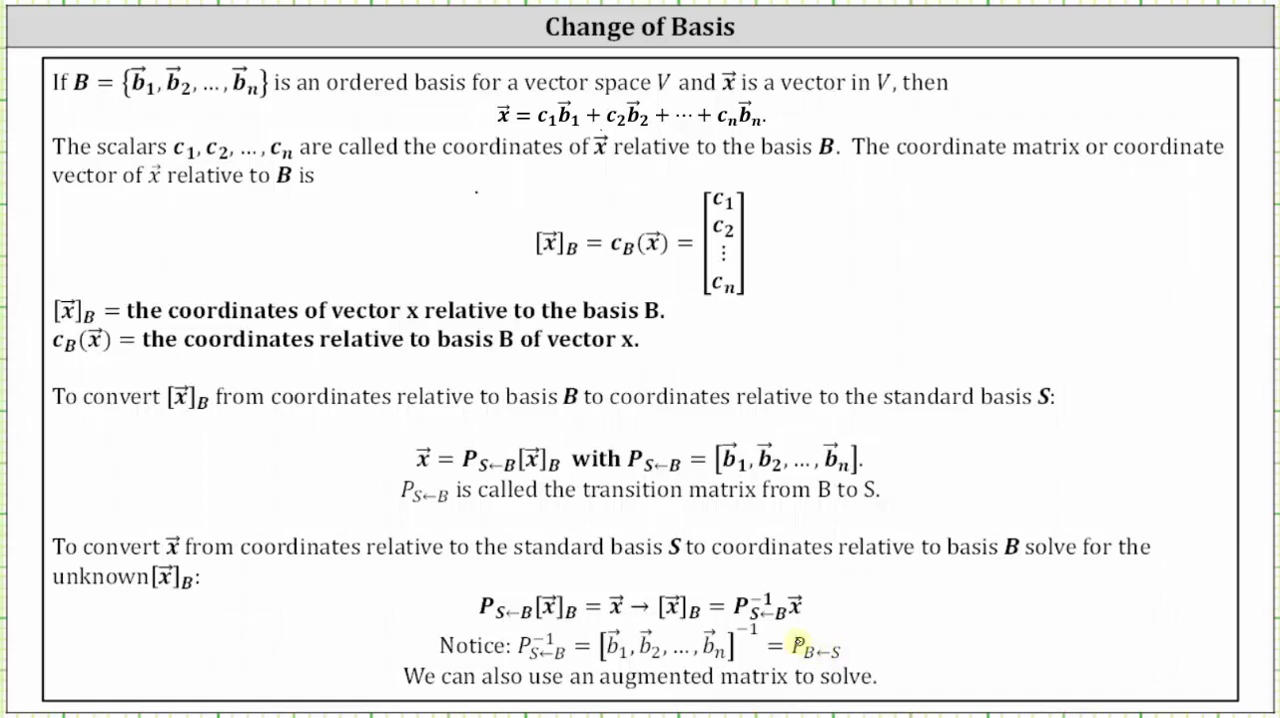 Change of Basis
If B = {b⃗₁, b⃗₂, …, b⃗ₙ} is an ordered basis for a vector space V and x⃗ is a vector in V, then
x⃗ = c₁b⃗₁ + c₂b⃗₂ + ⋯ + cₙb⃗ₙ.
The scalars c₁, c₂, …, cₙ are called the coordinates of x⃗ relative to the basis B. The coordinate matrix or coordinate
vector of x⃗ relative to B is
[x⃗]_B = c_B(x⃗) = [c₁ c₂ ⋮ cₙ]
[x⃗]_B = the coordinates of vector x relative to the basis B.
c_B(x⃗) = the coordinates relative to basis B of vector x.
To convert [x⃗]_B from coordinates relative to basis B to coordinates relative to the standard basis S:
x⃗ = P_{S←B}[x⃗]_B with P_{S←B} = [b⃗₁, b⃗₂, …, b⃗ₙ].
P_{S←B} is called the transition matrix from B to S.
To convert x⃗ from coordinates relative to the standard basis S to coordinates relative to basis B solve for the
unknown [x⃗]_B:
P_{S←B}[x⃗]_B = x⃗ → [x⃗]_B = P⁻¹_{S←B}x⃗
Notice: P⁻¹_{S←B} = [b⃗₁, b⃗₂, …, b⃗ₙ]⁻¹ = P_{B←S}
We can also use an augmented matrix to solve.